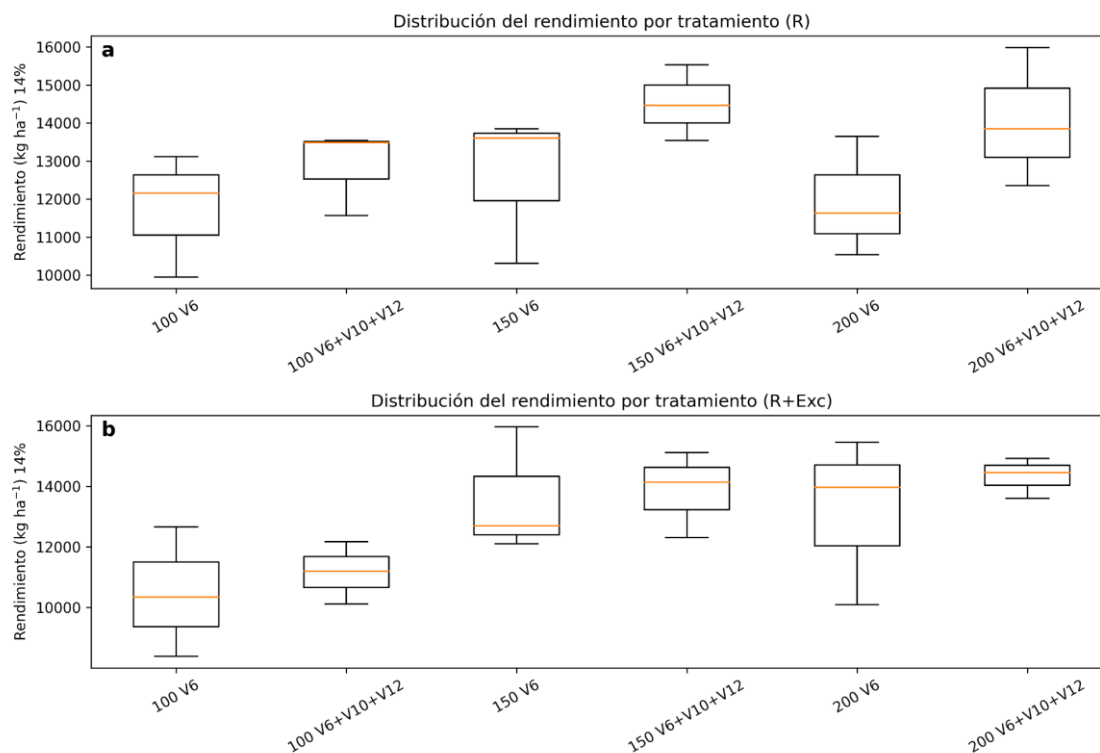 Distribución del rendimiento por tratamiento (R)
a
Rendimiento (kg ha⁻¹) 14%
16000
15000
14000
13000
12000
11000
10000
100 V6
100 V6+V10+V12
150 V6
150 V6+V10+V12
200 V6
200 V6+V10+V12
Distribución del rendimiento por tratamiento (R+Exc)
b
Rendimiento (kg ha⁻¹) 14%
16000
14000
12000
10000
100 V6
100 V6+V10+V12
150 V6
150 V6+V10+V12
200 V6
200 V6+V10+V12